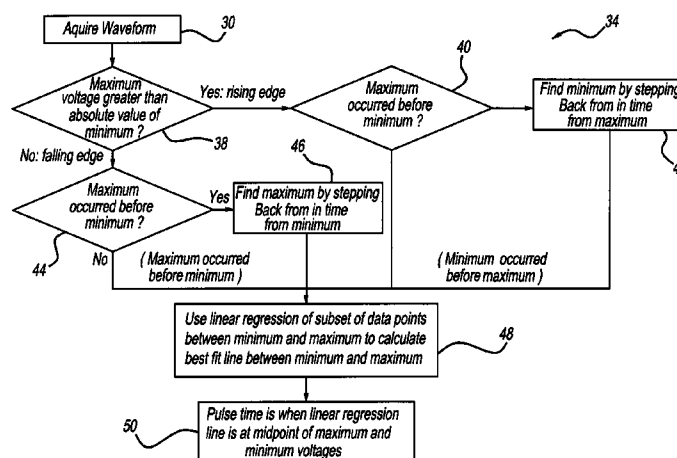 Aquire Waveform
30
34
Maximum
voltage greater than
absolute value of
minimum ?
38
Yes: rising edge
40
Maximum
occurred before
minimum ?
Find minimum by stepping
Back from in time
from maximum
No: falling edge
Maximum
occurred before
minimum ?
44
Yes
46
Find maximum by stepping
Back from in time
from minimum
No
( Maximum occurred
before minimum )
( Minimum occurred
before maximum )
Use linear regression of subset of data points
between minimum and maximum to calculate
best fit line between minimum and maximum
48
Pulse time is when linear regression
line is at midpoint of maximum and
minimum voltages
50